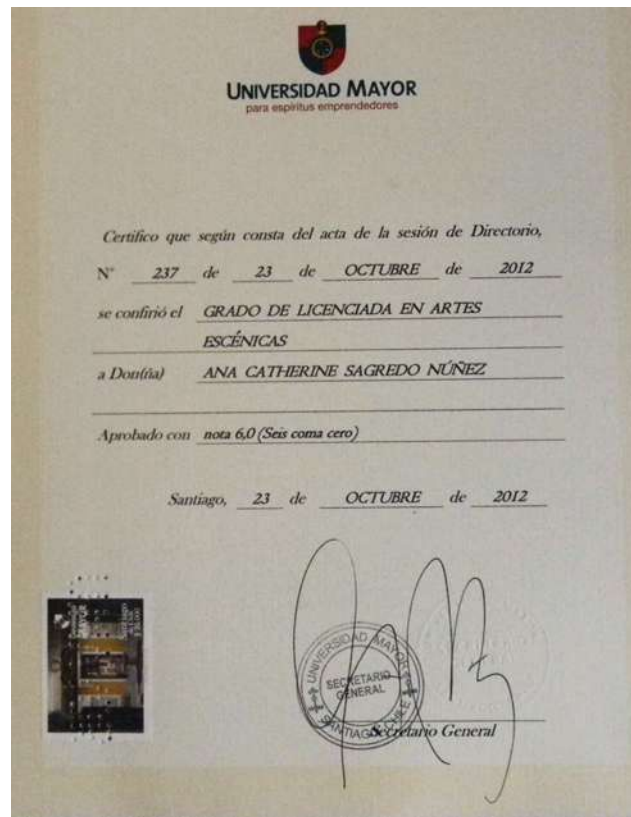 UNIVERSIDAD MAYOR
para espíritus emprendedores
Certifico que según consta del acta de la sesión de Directorio,
N° 237 de 23 de OCTUBRE de 2012
se confirió el GRADO DE LICENCIADA EN ARTES
ESCÉNICAS
a Don(ña) ANA CATHERINE SAGREDO NÚÑEZ
Aprobado con nota 6,0 (Seis coma cero)
Santiago, 23 de OCTUBRE de 2012
MAYOR
UNIVERSIDAD MAYOR
SECRETARIO
GENERAL
SANTIAGO CHILE
Secretario General